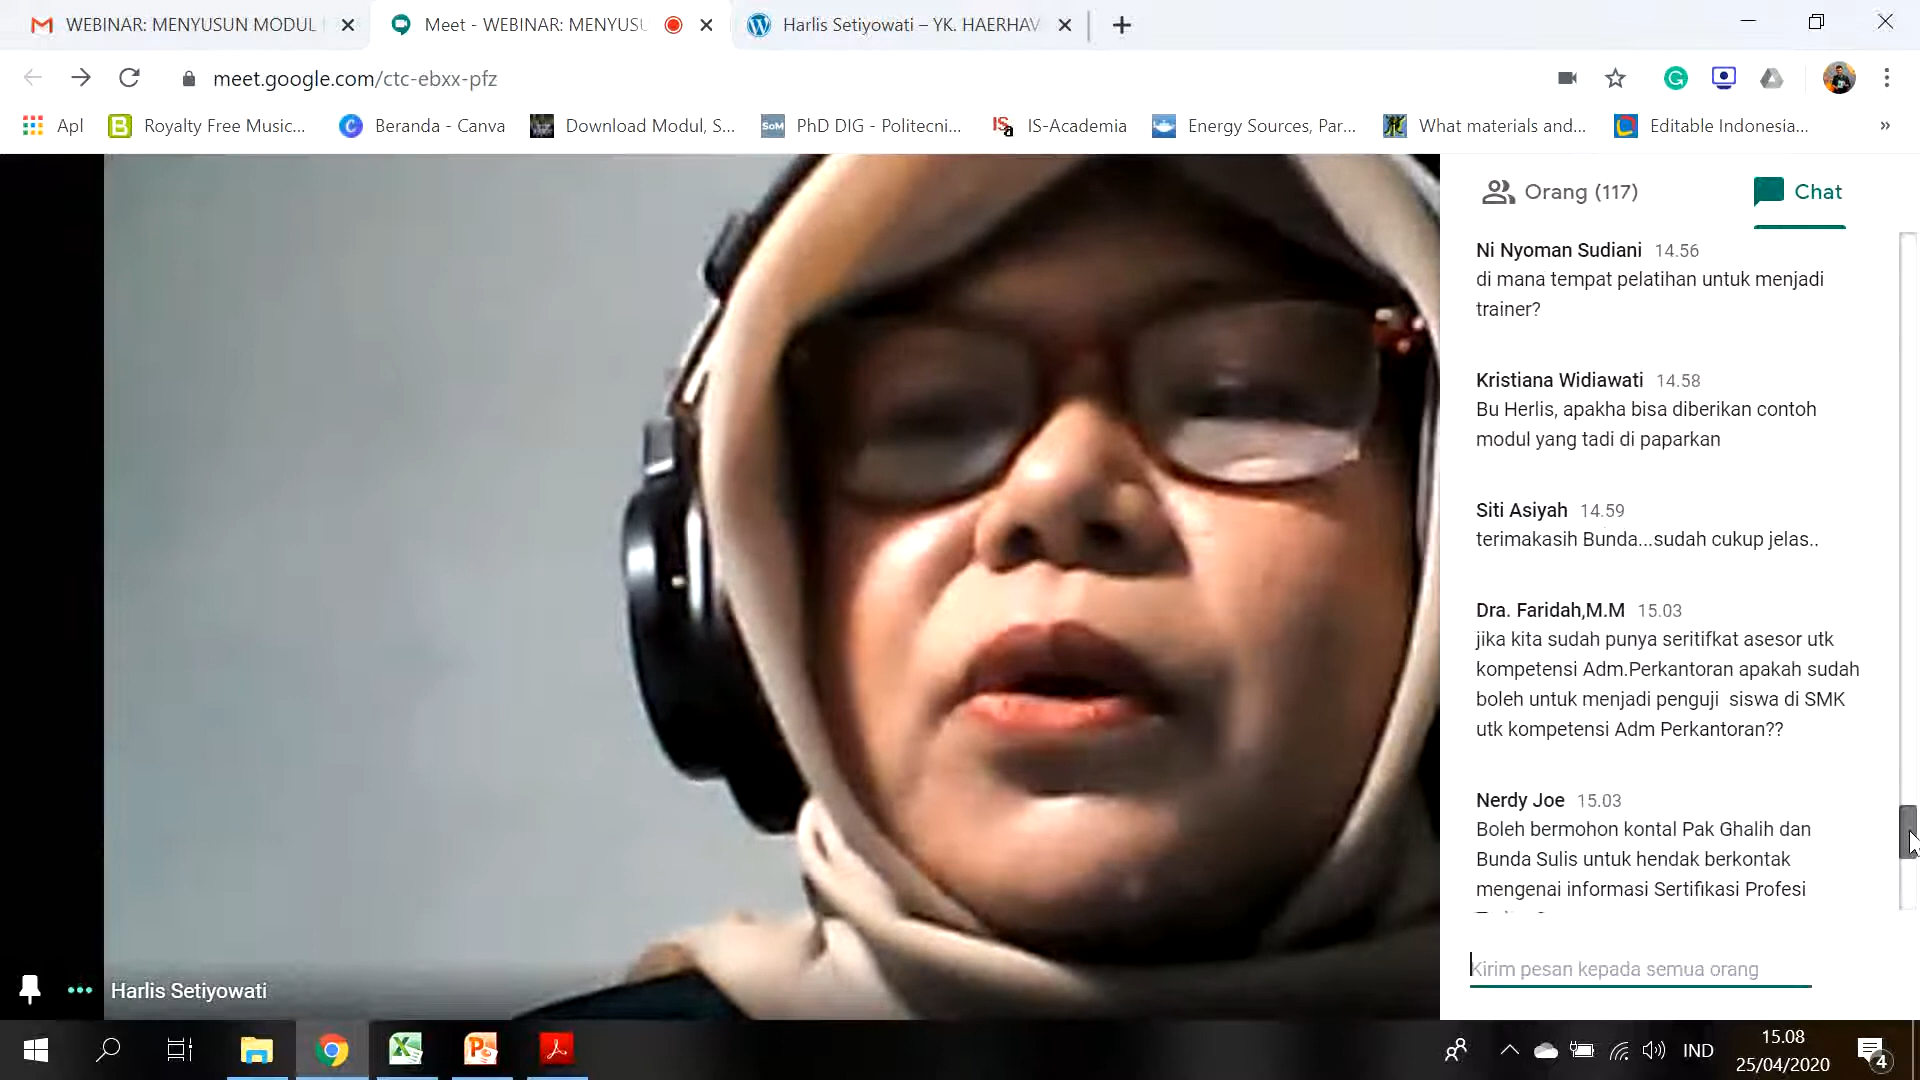 WEBINAR: MENYUSUN MODUL
Meet - WEBINAR: MENYUSU
Harlis Setiyowati – YK. HAERHAV
meet.google.com/ctc-ebxx-pfz
Apl
Royalty Free Music...
Beranda - Canva
Download Modul, S...
SoM
PhD DIG - Politecni...
IS-Academia
Energy Sources, Par...
What materials and...
Editable Indonesia...
Orang (117)
Chat
Ni Nyoman Sudiani 14.56
di mana tempat pelatihan untuk menjadi
trainer?
Kristiana Widiawati 14.58
Bu Herlis, apakha bisa diberikan contoh
modul yang tadi di paparkan
Siti Asiyah 14.59
terimakasih Bunda...sudah cukup jelas..
Dra. Faridah,M.M 15.03
jika kita sudah punya seritifkat asesor utk
kompetensi Adm.Perkantoran apakah sudah
boleh untuk menjadi penguji siswa di SMK
utk kompetensi Adm Perkantoran??
Nerdy Joe 15.03
Boleh bermohon kontal Pak Ghalih dan
Bunda Sulis untuk hendak berkontak
mengenai informasi Sertifikasi Profesi
Kirim pesan kepada semua orang
Harlis Setiyowati
IND
15.08
25/04/2020
4